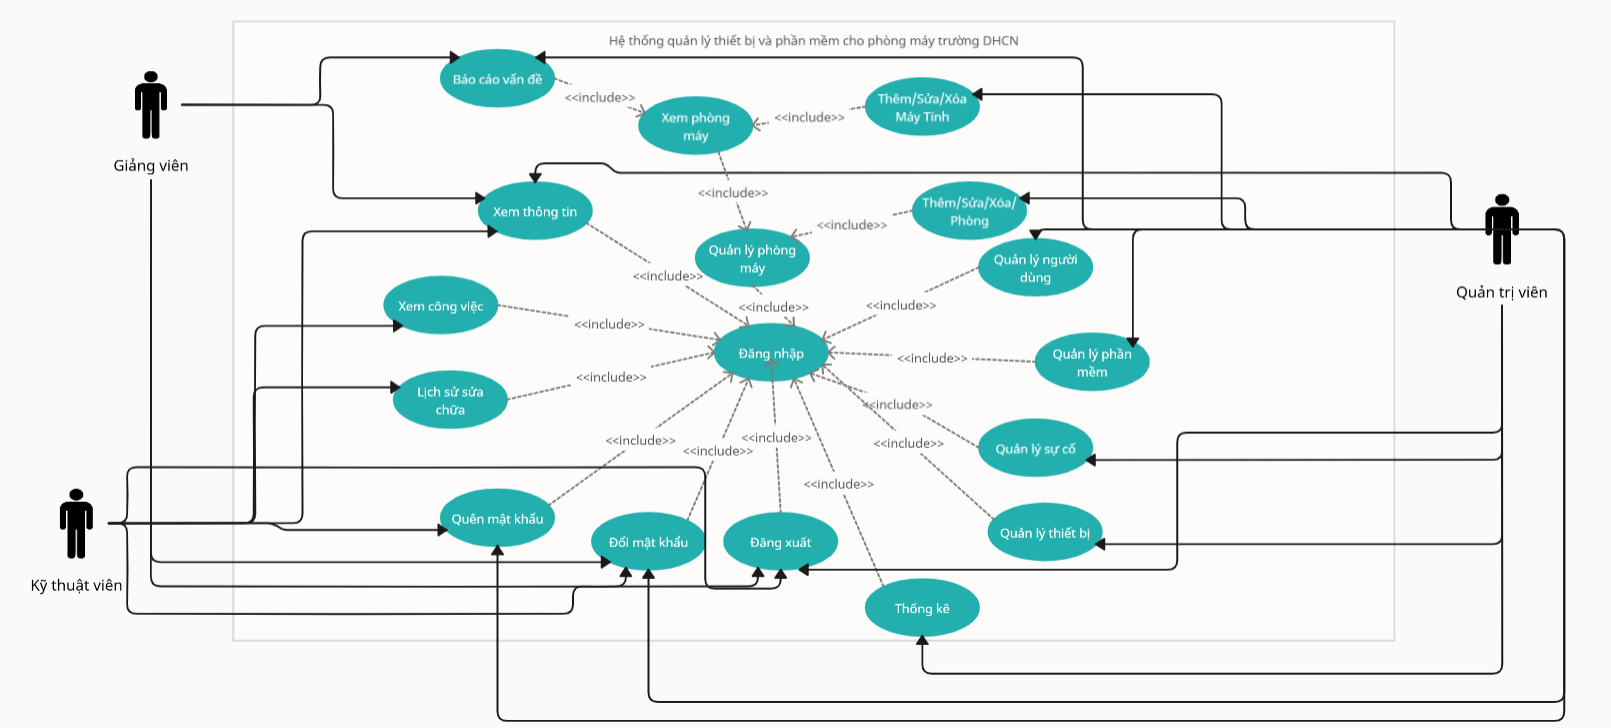 Hệ thống quản lý thiết bị và phần mềm cho phòng máy trường DHCN
Báo cáo vấn đề
<<include>>
Xem phòng
máy
<<include>>
Thêm/Sửa/Xóa
Máy Tính
Giảng viên
<<include>>
Xem thông tin
Thêm/Sửa/Xóa/
Phòng
<<include>>
Quản lý phòng
máy
Quản lý người
dùng
<<include>>
Quản trị viên
Xem công việc
<<include>>
<<include>>
<<include>>
Đăng nhập
<<include>>
Quản lý phần
mềm
<<include>>
Lịch sử sửa
chữa
<<include>>
<<include>>
<<include>>
<<include>>
<<include>>
Quản lý sự cố
<<include>>
Quên mật khẩu
Đổi mật khẩu
Đăng xuất
Quản lý thiết bị
Kỹ thuật viên
Thống kê